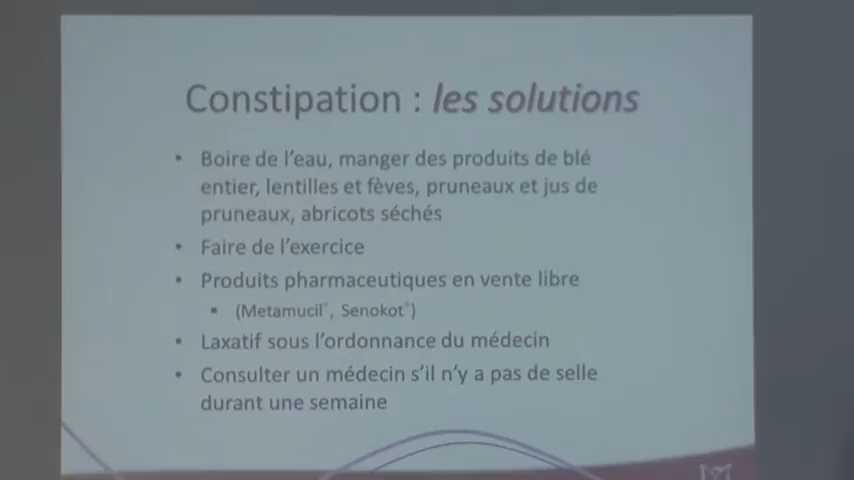 Constipation : les solutions
• Boire de l'eau, manger des produits de blé
entier, lentilles et fèves, pruneaux et jus de
pruneaux, abricots séchés
• Faire de l'exercice
• Produits pharmaceutiques en vente libre
▪ (Metamucil®, Senokot®)
• Laxatif sous l'ordonnance du médecin
• Consulter un médecin s'il n'y a pas de selle
durant une semaine